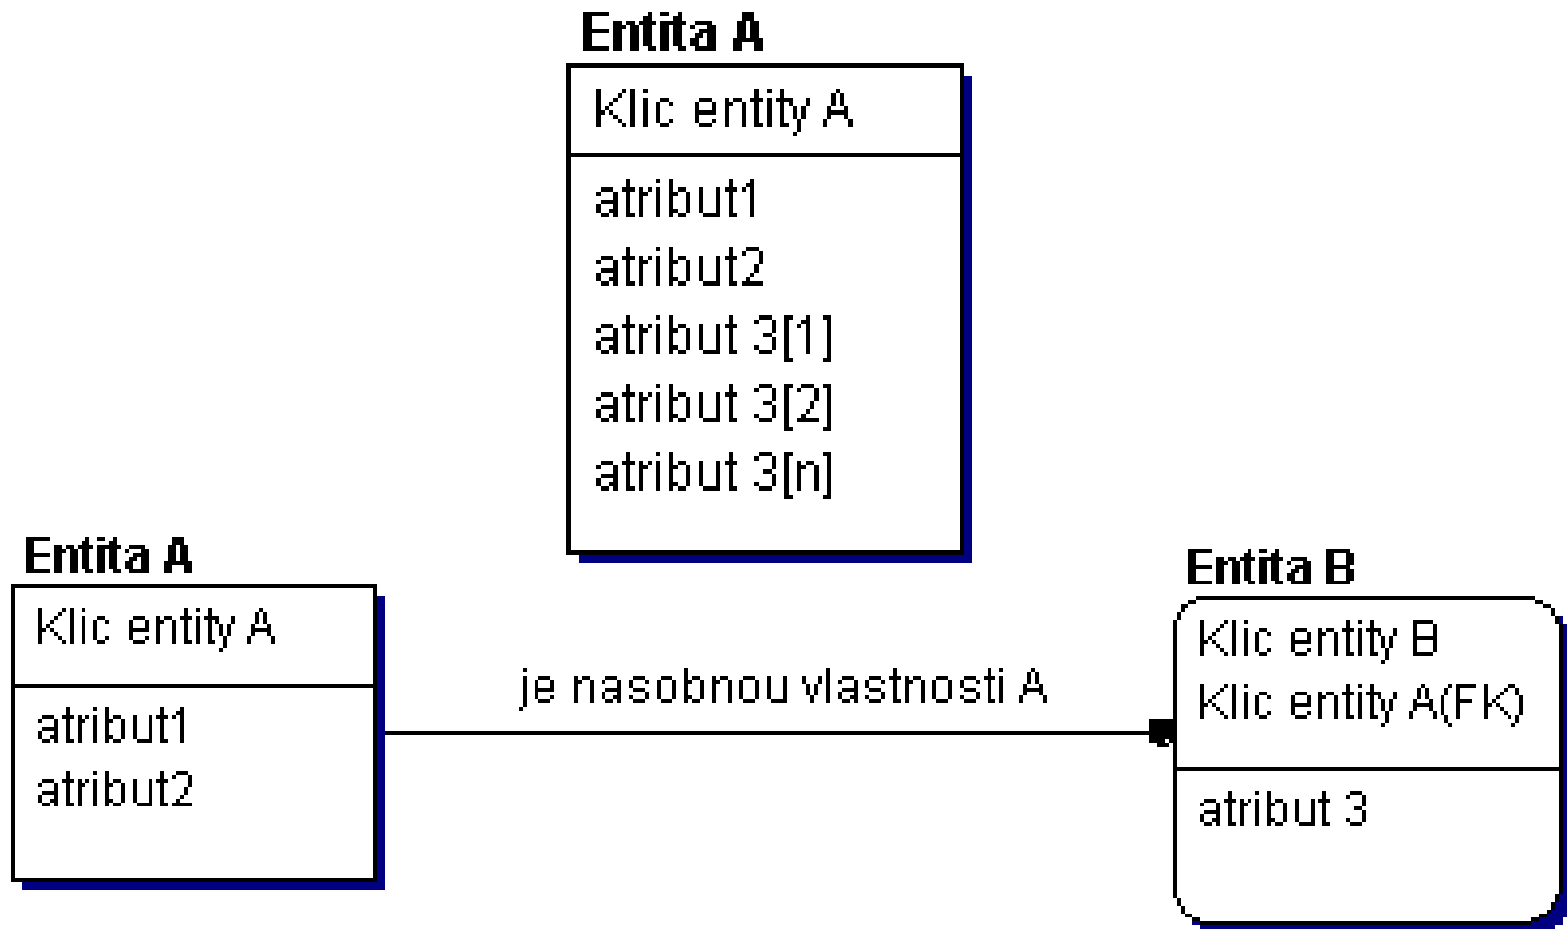 Entita A
Klic entity A
atribut1
atribut2
atribut 3[1]
atribut 3[2]
atribut 3[n]
Entita A
Klic entity A
atribut1
atribut2
je nasobnou vlastnosti A
Entita B
Klic entity B
Klic entity A(FK)
atribut 3